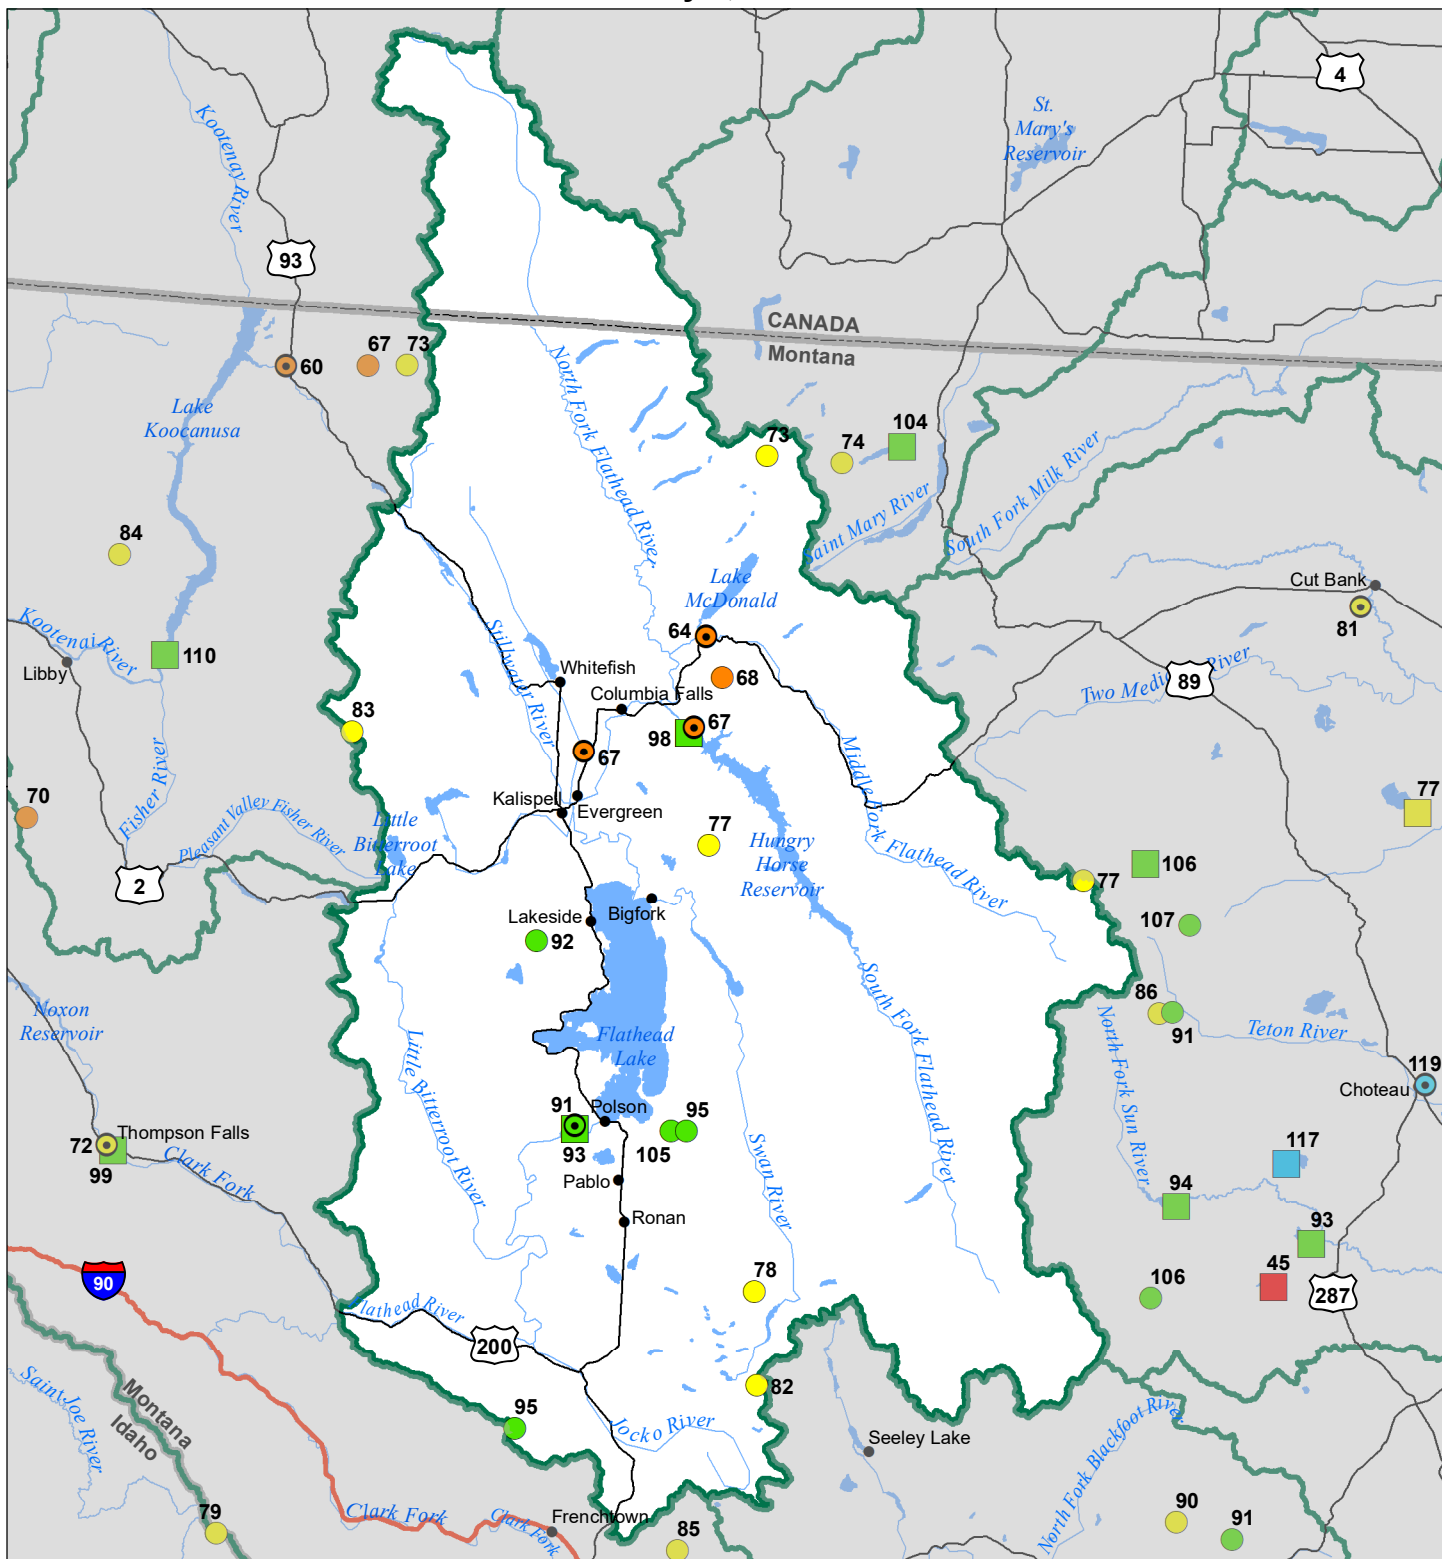 4
St.
Mary's
Reservoir
Kootenay River
93
CANADA
Montana
60
67
73
North Fork Flathead River
Lake
Koocanusa
73
74
104
Saint Mary River
South Fork Milk River
84
Lake
McDonald
Cut Bank
81
Kootenai River
Libby
110
64
Stillwater River
Whitefish
68
Columbia Falls
Two Medi River
89
83
98
67
67
Fisher River
Middle Fork Flathead River
70
Kalispell
Evergreen
77
Pleasant Valley Fisher River
Little
Bitterroot
Lake
77
Hungry
Horse
Reservoir
106
2
77
Lakeside
Bigfork
107
92
South Fork Flathead River
86
91
Noxon
Reservoir
Flathead
Lake
North Fork Sun River
Teton River
Little Bitterroot River
119
Choteau
91
Polson
95
93
105
72
Thompson Falls
99
Clark Fork
Swan River
117
Pablo
94
Ronan
93
90
78
106
45
287
Flathead River
200
Montana
Idaho
Saint Joe River
82
95
Jocko River
North Fork Blackfoot River
Seeley Lake
79
Clark Fork
Clark Fork
Frenchtown
85
90
91